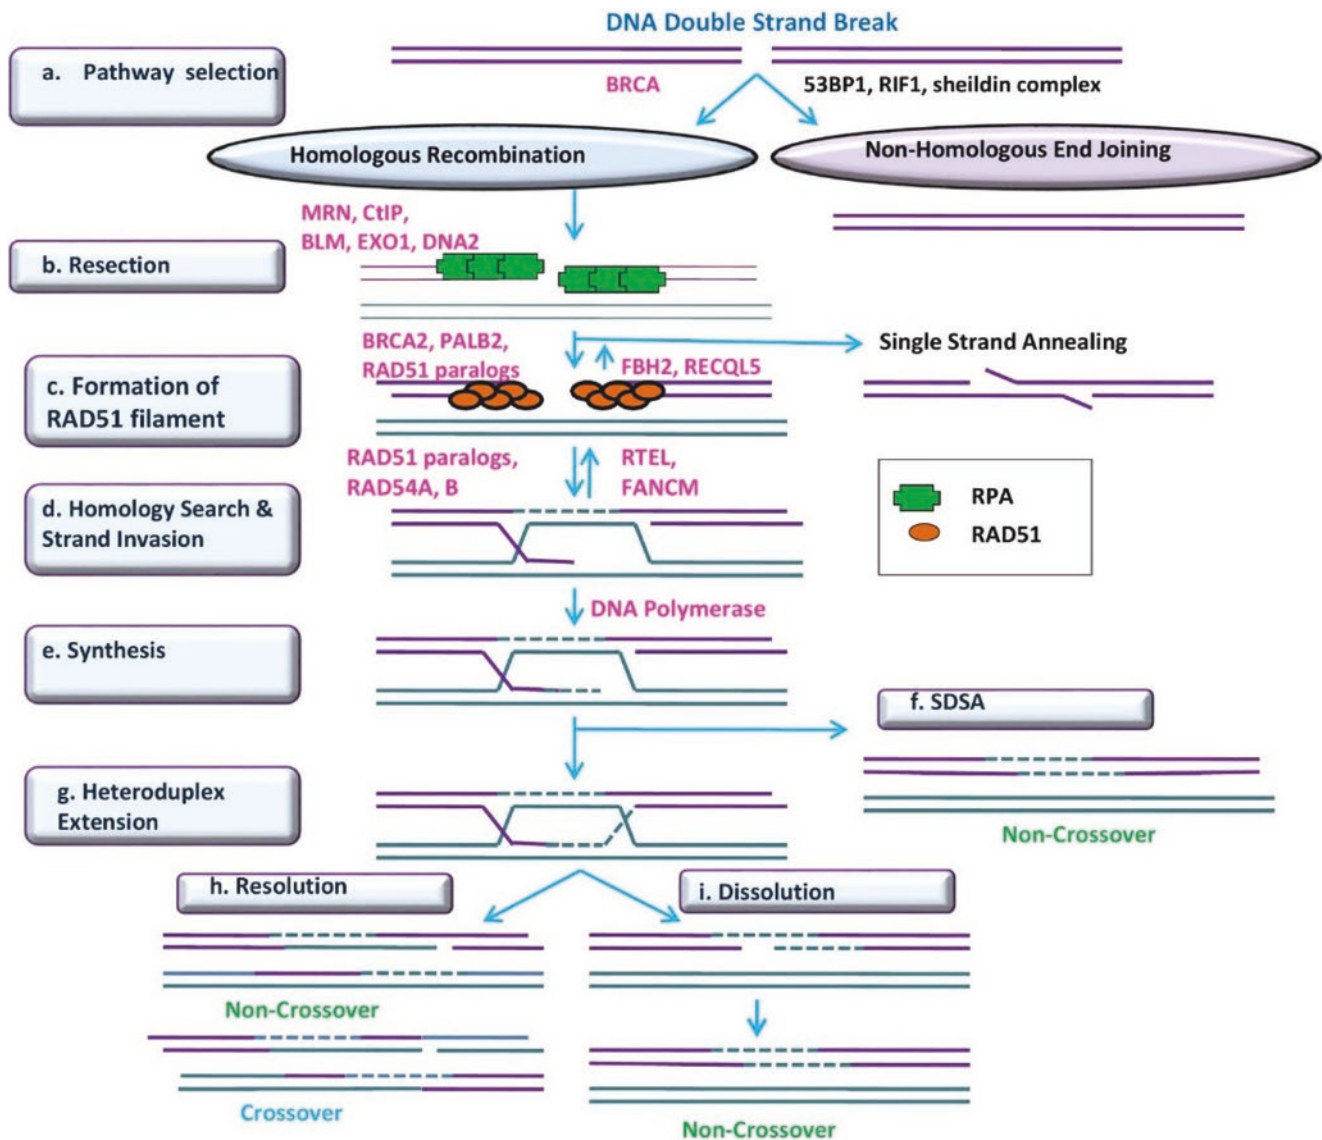 DNA Double Strand Break
a. Pathway selection
BRCA
53BP1, RIF1, sheildin complex
Homologous Recombination
Non-Homologous End Joining
MRN, CtIP,
BLM, EXO1, DNA2
b. Resection
BRCA2, PALB2,
RAD51 paralogs
FBH2, RECQL5
Single Strand Annealing
c. Formation of
RAD51 filament
RAD51 paralogs,
RAD54A, B
RTEL,
FANCM
RPA
RAD51
d. Homology Search &
Strand Invasion
DNA Polymerase
e. Synthesis
f. SDSA
g. Heteroduplex
Extension
Non-Crossover
h. Resolution
i. Dissolution
Non-Crossover
Crossover
Non-Crossover